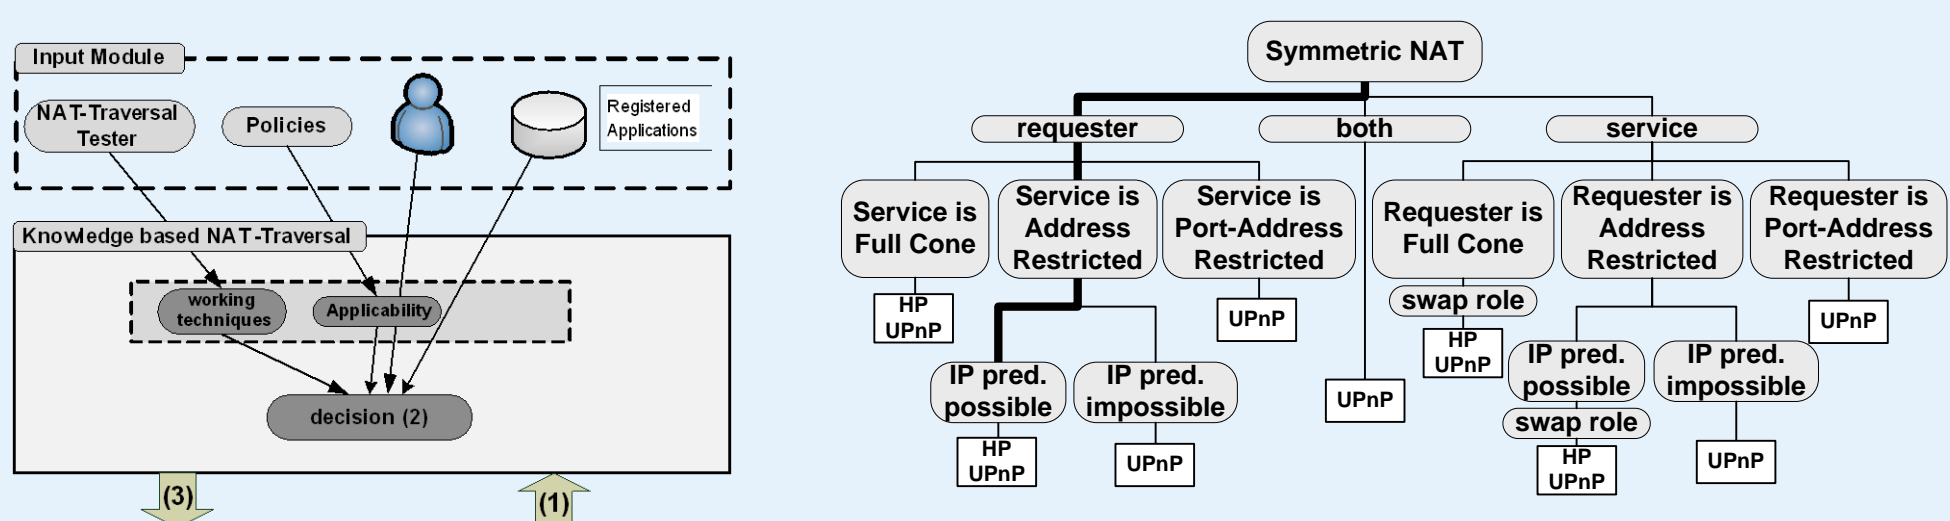 Input Module
NAT-Traversal
Tester
Policies
Registered
Applications
Knowledge based NAT-Traversal
working
techniques
Applicability
decision (2)
(3)
(1)
Symmetric NAT
requester
both
service
Service is
Full Cone
Service is
Address
Restricted
Service is
Port-Address
Restricted
Requester is
Full Cone
Requester is
Address
Restricted
Requester is
Port-Address
Restricted
HP
UPnP
UPnP
swap role
HP
UPnP
UPnP
IP pred.
possible
IP pred.
impossible
UPnP
IP pred.
possible
IP pred.
impossible
swap role
HP
UPnP
UPnP
HP
UPnP
UPnP